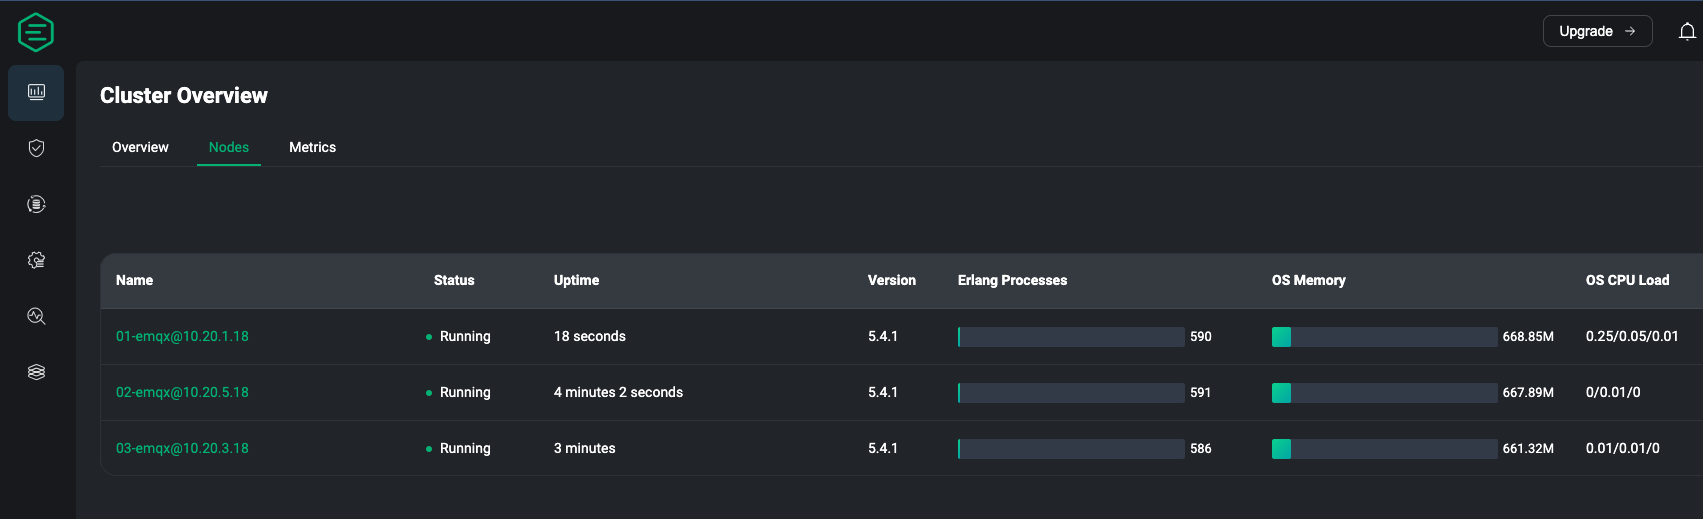 Upgrade →
Cluster Overview
Overview Nodes Metrics
Name Status Uptime Version Erlang Processes OS Memory OS CPU Load
01-emqx@10.20.1.18 Running 18 seconds 5.4.1 590 668.85M 0.25/0.05/0.01
02-emqx@10.20.5.18 Running 4 minutes 2 seconds 5.4.1 591 667.89M 0/0.01/0
03-emqx@10.20.3.18 Running 3 minutes 5.4.1 586 661.32M 0.01/0.01/0